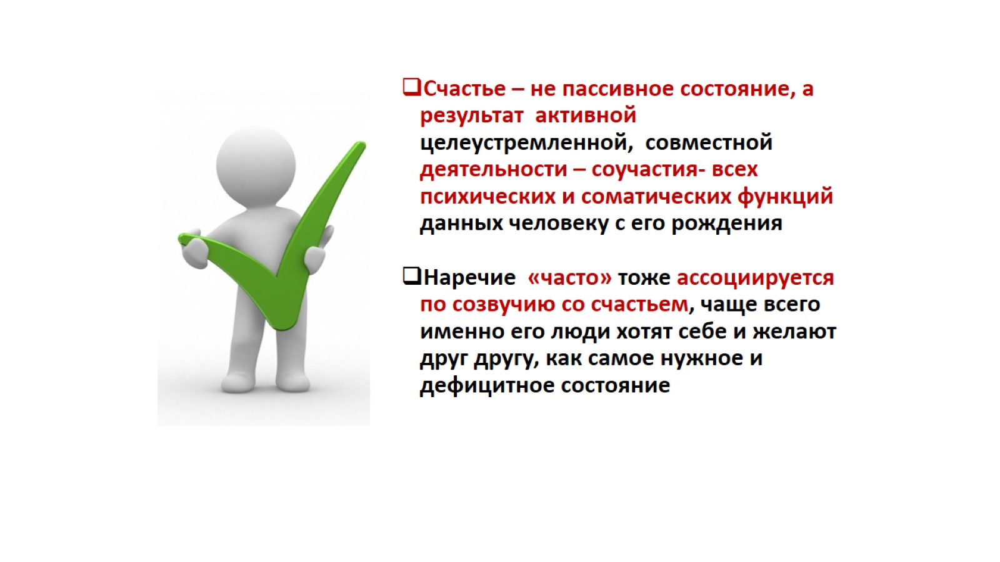 ❑Счастье – не пассивное состояние, а
результат  активной
целеустремленной,  совместной
деятельности – соучастия- всех
психических и соматических функций
данных человеку с его рождения
❑Наречие  «часто» тоже ассоциируется
по созвучию со счастьем, чаще всего
именно его люди хотят себе и желают
друг другу, как самое нужное и
дефицитное состояние